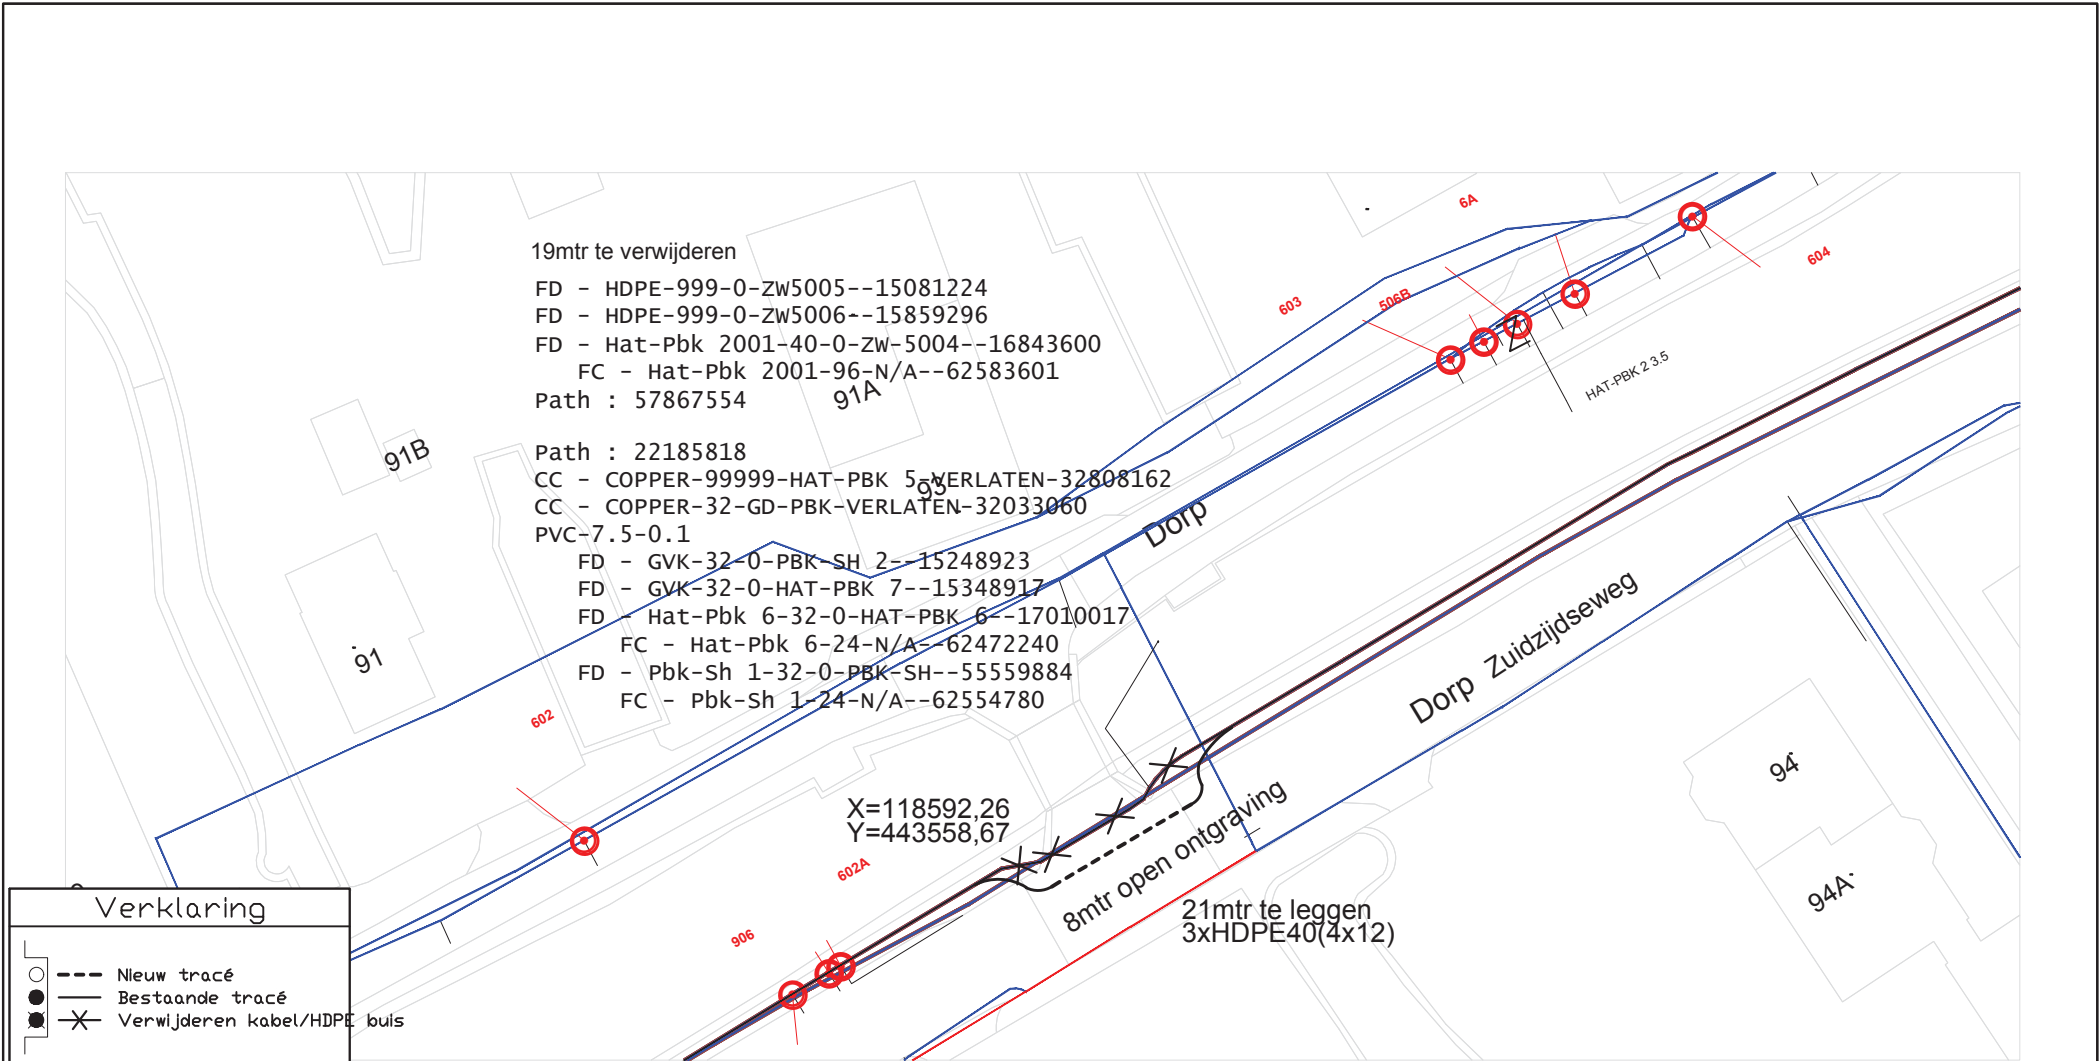 6A
604
19mtr te verwijderen
603
506B
FD - HDPE-999-0-ZW5005--15081224
FD - HDPE-999-0-ZW5006--15859296
FD - Hat-Pbk 2001-40-0-ZW-5004--16843600
FC - Hat-Pbk 2001-96-N/A--62583601
Path : 57867554
HAT-PBK 2 3.5
91A
91B
Path : 22185818
CC - COPPER-99999-HAT-PBK 5-VERLATEN-32808162
93
CC - COPPER-32-GD-PBK-VERLATEN-32033060
PVC-7.5-0.1
Dorp
FD - GVK-32-0-PBK-SH 2--15248923
FD - GVK-32-0-HAT-PBK 7--15348917
FD - Hat-Pbk 6-32-0-HAT-PBK 6--17010017
FC - Hat-Pbk 6-24-N/A--62472240
91
FD - Pbk-Sh 1-32-0-PBK-SH--55559884
FC - Pbk-Sh 1-24-N/A--62554780
Dorp Zuidzijdseweg
602
94
X=118592,26
Y=443558,67
602A
8mtr open ontgraving
94A
21mtr te leggen
3xHDPE40(4x12)
906
Verklaring
Nieuw tracé
Bestaande tracé
Verwijderen kabel/HDPE buis